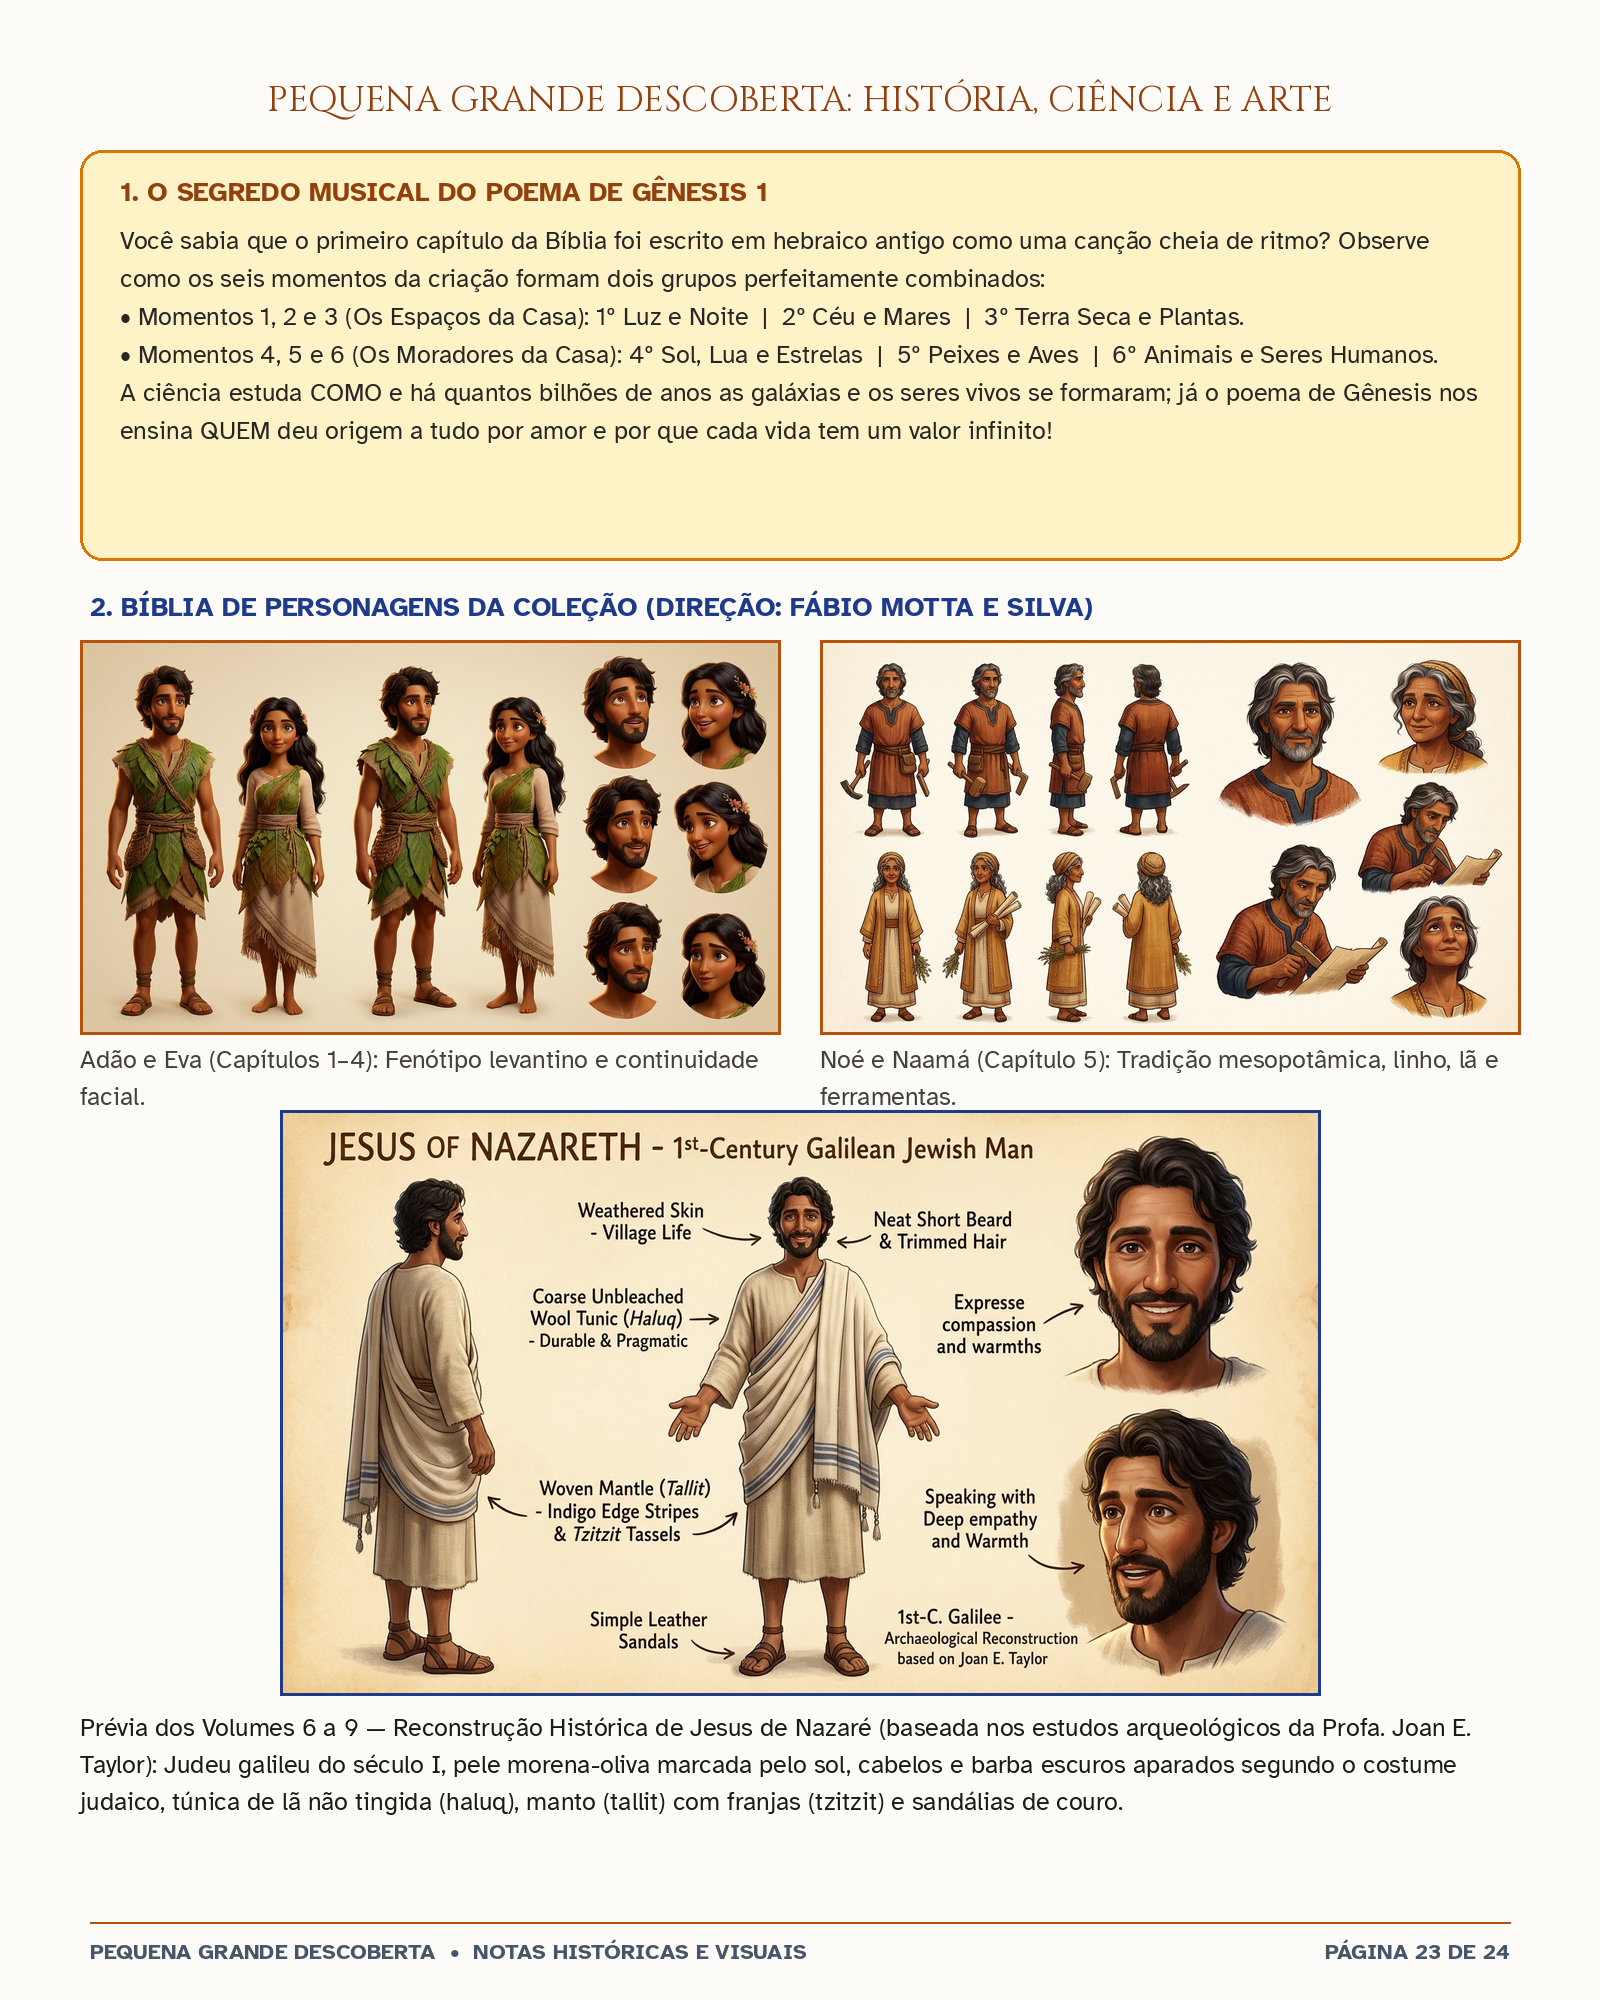 PEQUENA GRANDE DESCOBERTA: HISTÓRIA, CIÊNCIA E ARTE
1. O SEGREDO MUSICAL DO POEMA DE GÊNESIS 1
Você sabia que o primeiro capítulo da Bíblia foi escrito em hebraico antigo como uma canção cheia de ritmo? Observe
como os seis momentos da criação formam dois grupos perfeitamente combinados:
• Momentos 1, 2 e 3 (Os Espaços da Casa): 1º Luz e Noite | 2º Céu e Mares | 3º Terra Seca e Plantas.
• Momentos 4, 5 e 6 (Os Moradores da Casa): 4º Sol, Lua e Estrelas | 5º Peixes e Aves | 6º Animais e Seres Humanos.
A ciência estuda COMO e há quantos bilhões de anos as galáxias e os seres vivos se formaram; já o poema de Gênesis nos
ensina QUEM deu origem a tudo por amor e por que cada vida tem um valor infinito!
2. BÍBLIA DE PERSONAGENS DA COLEÇÃO (DIREÇÃO: FÁBIO MOTTA E SILVA)
Adão e Eva (Capítulos 1–4): Fenótipo levantino e continuidade
facial.
Noé e Naamá (Capítulo 5): Tradição mesopotâmica, linho, lã e
ferramentas.
JESUS OF NAZARETH - 1st-Century Galilean Jewish Man
Weathered Skin
- Village Life
Neat Short Beard
& Trimmed Hair
Coarse Unbleached
Wool Tunic (Haluq)
- Durable & Pragmatic
Expresse
compassion
and warmths
Woven Mantle (Tallit)
- Indigo Edge Stripes
& Tzitzit Tassels
Speaking with
Deep empathy
and Warmth
Simple Leather
Sandals
1st-C. Galilee -
Archaeological Reconstruction
based on Joan E. Taylor
Prévia dos Volumes 6 a 9 — Reconstrução Histórica de Jesus de Nazaré (baseada nos estudos arqueológicos da Profa. Joan E.
Taylor): Judeu galileu do século I, pele morena-oliva marcada pelo sol, cabelos e barba escuros aparados segundo o costume
judaico, túnica de lã não tingida (haluq), manto (tallit) com franjas (tzitzit) e sandálias de couro.
PEQUENA GRANDE DESCOBERTA • NOTAS HISTÓRICAS E VISUAIS
PÁGINA 23 DE 24